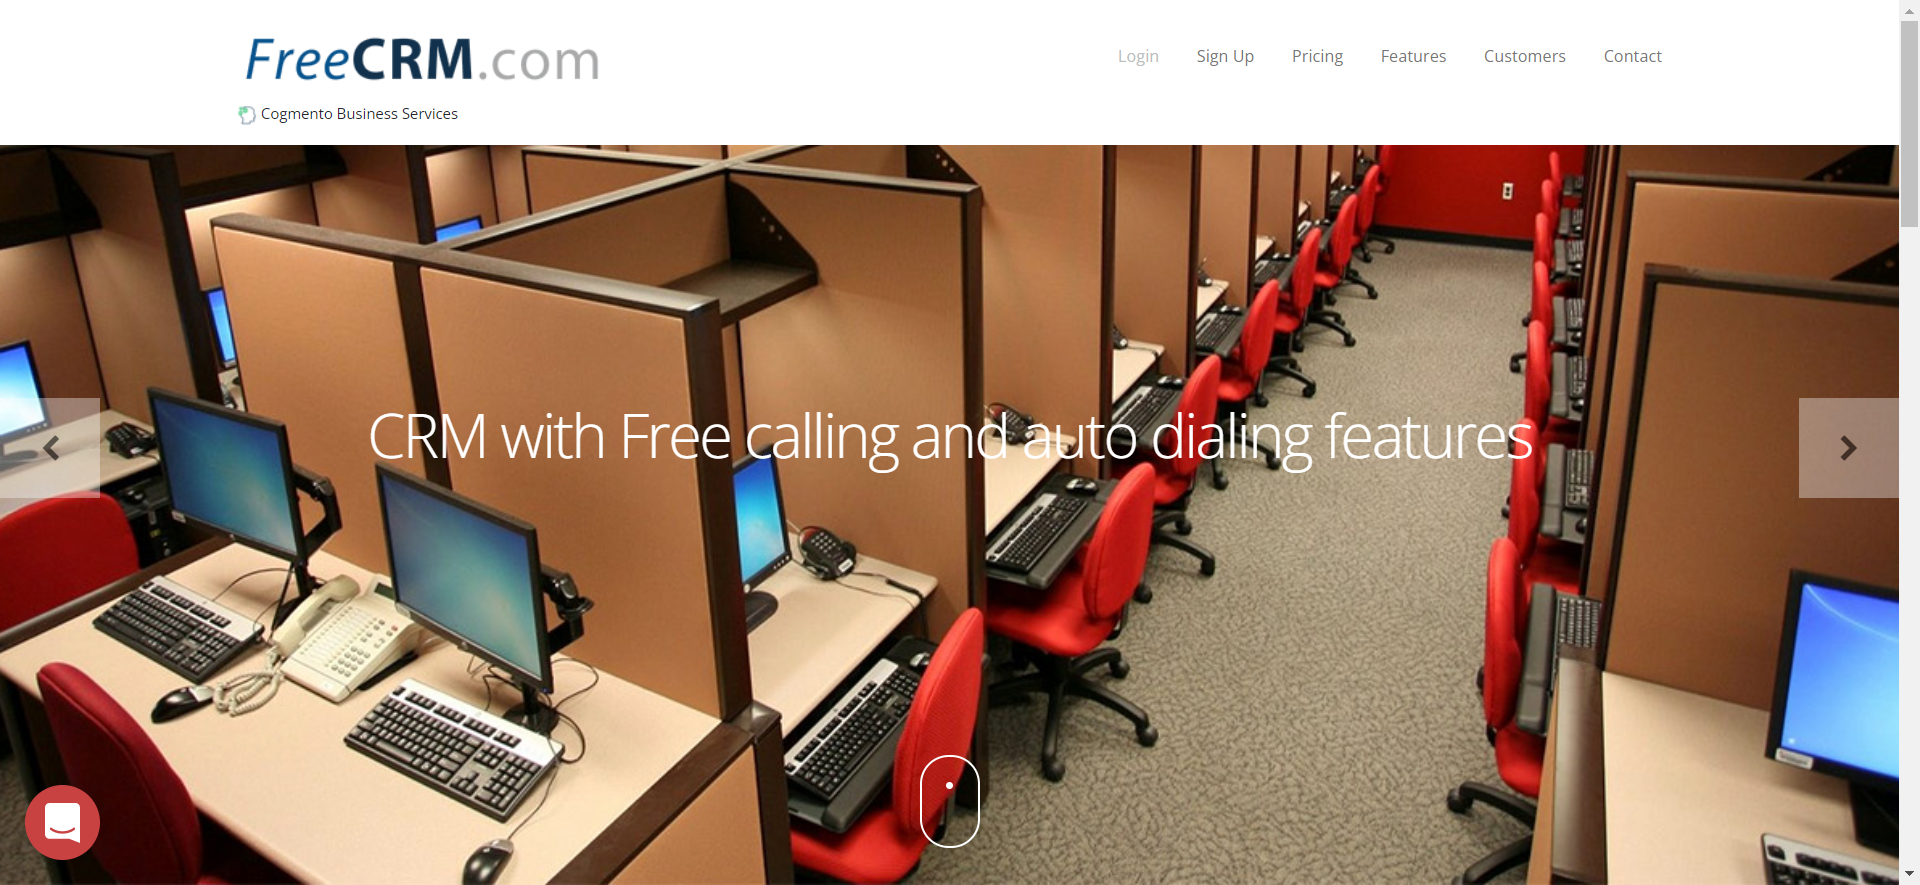 FreeCRM.com
Login Sign Up Pricing Features Customers Contact
Cogmento Business Services
CRM with Free calling and auto dialing features